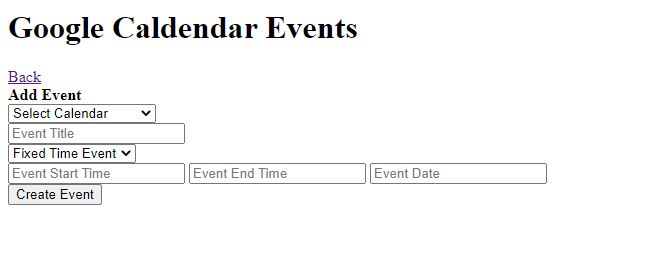 Google Caldendar Events
Back
Add Event
Select Calendar
Event Title
Fixed Time Event
Event Start Time Event End Time Event Date
Create Event